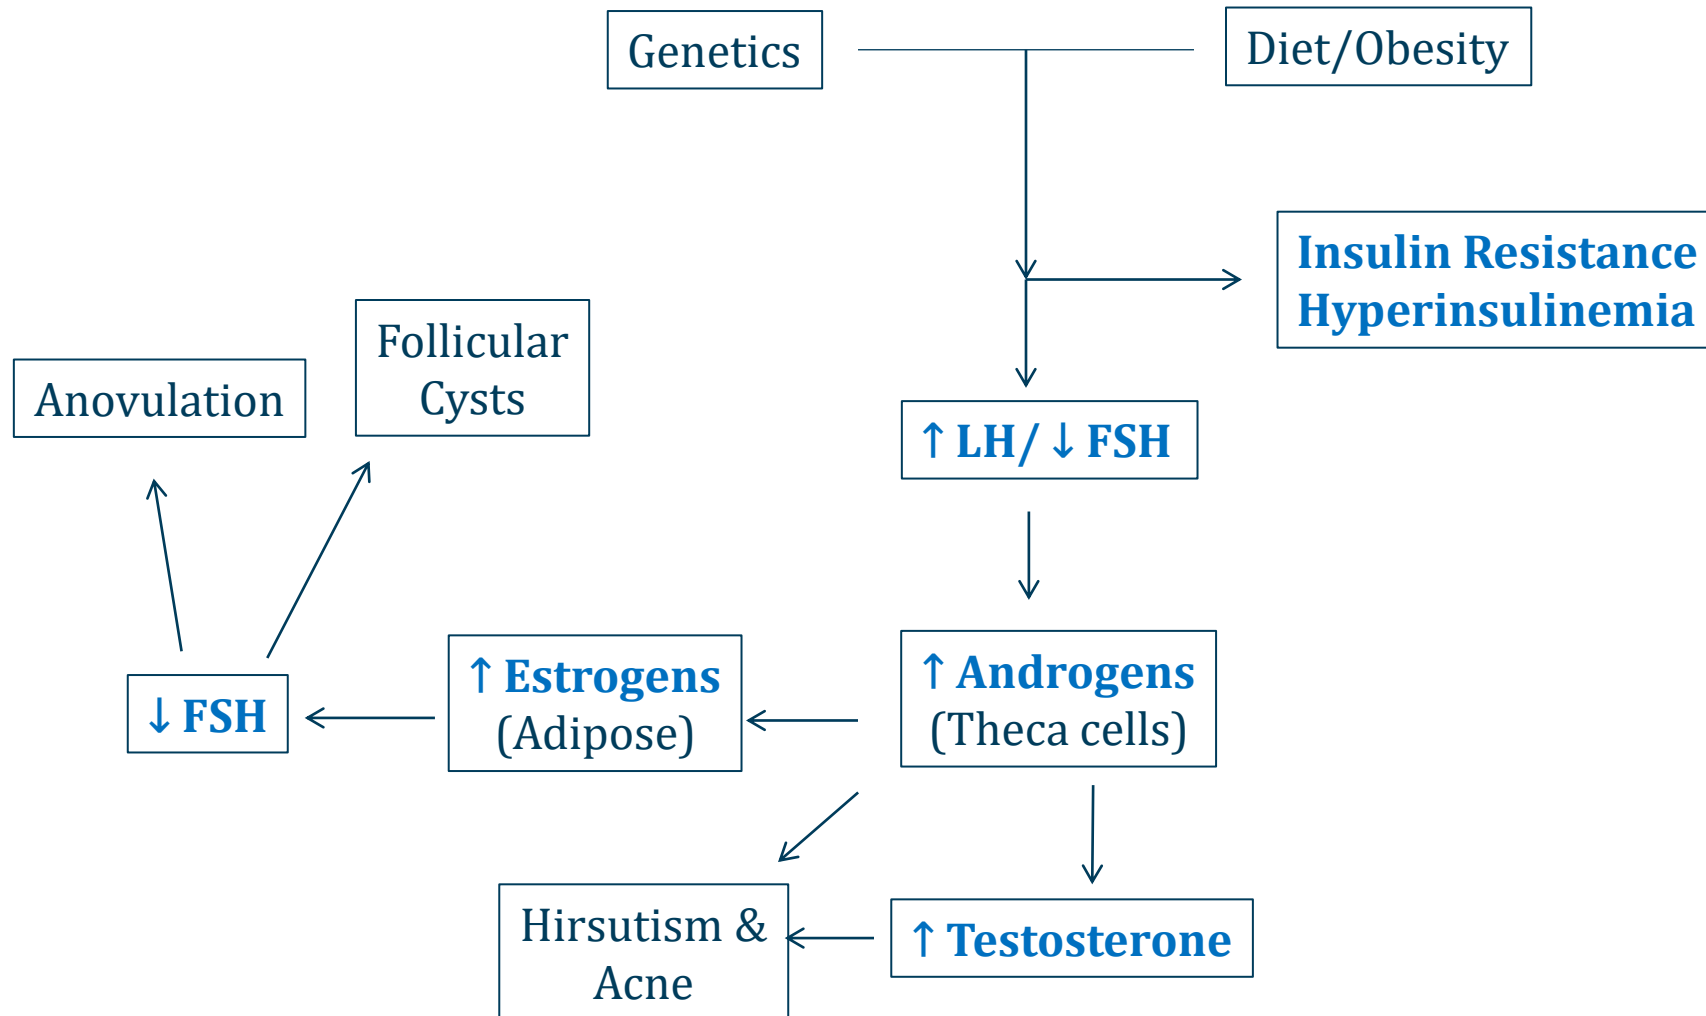 Genetics
Diet/Obesity
Insulin Resistance
Hyperinsulinemia
Follicular
Cysts
Anovulation
↑ LH/ ↓ FSH
↑ Estrogens
(Adipose)
↑ Androgens
(Theca cells)
↓ FSH
Hirsutism &
Acne
↑ Testosterone